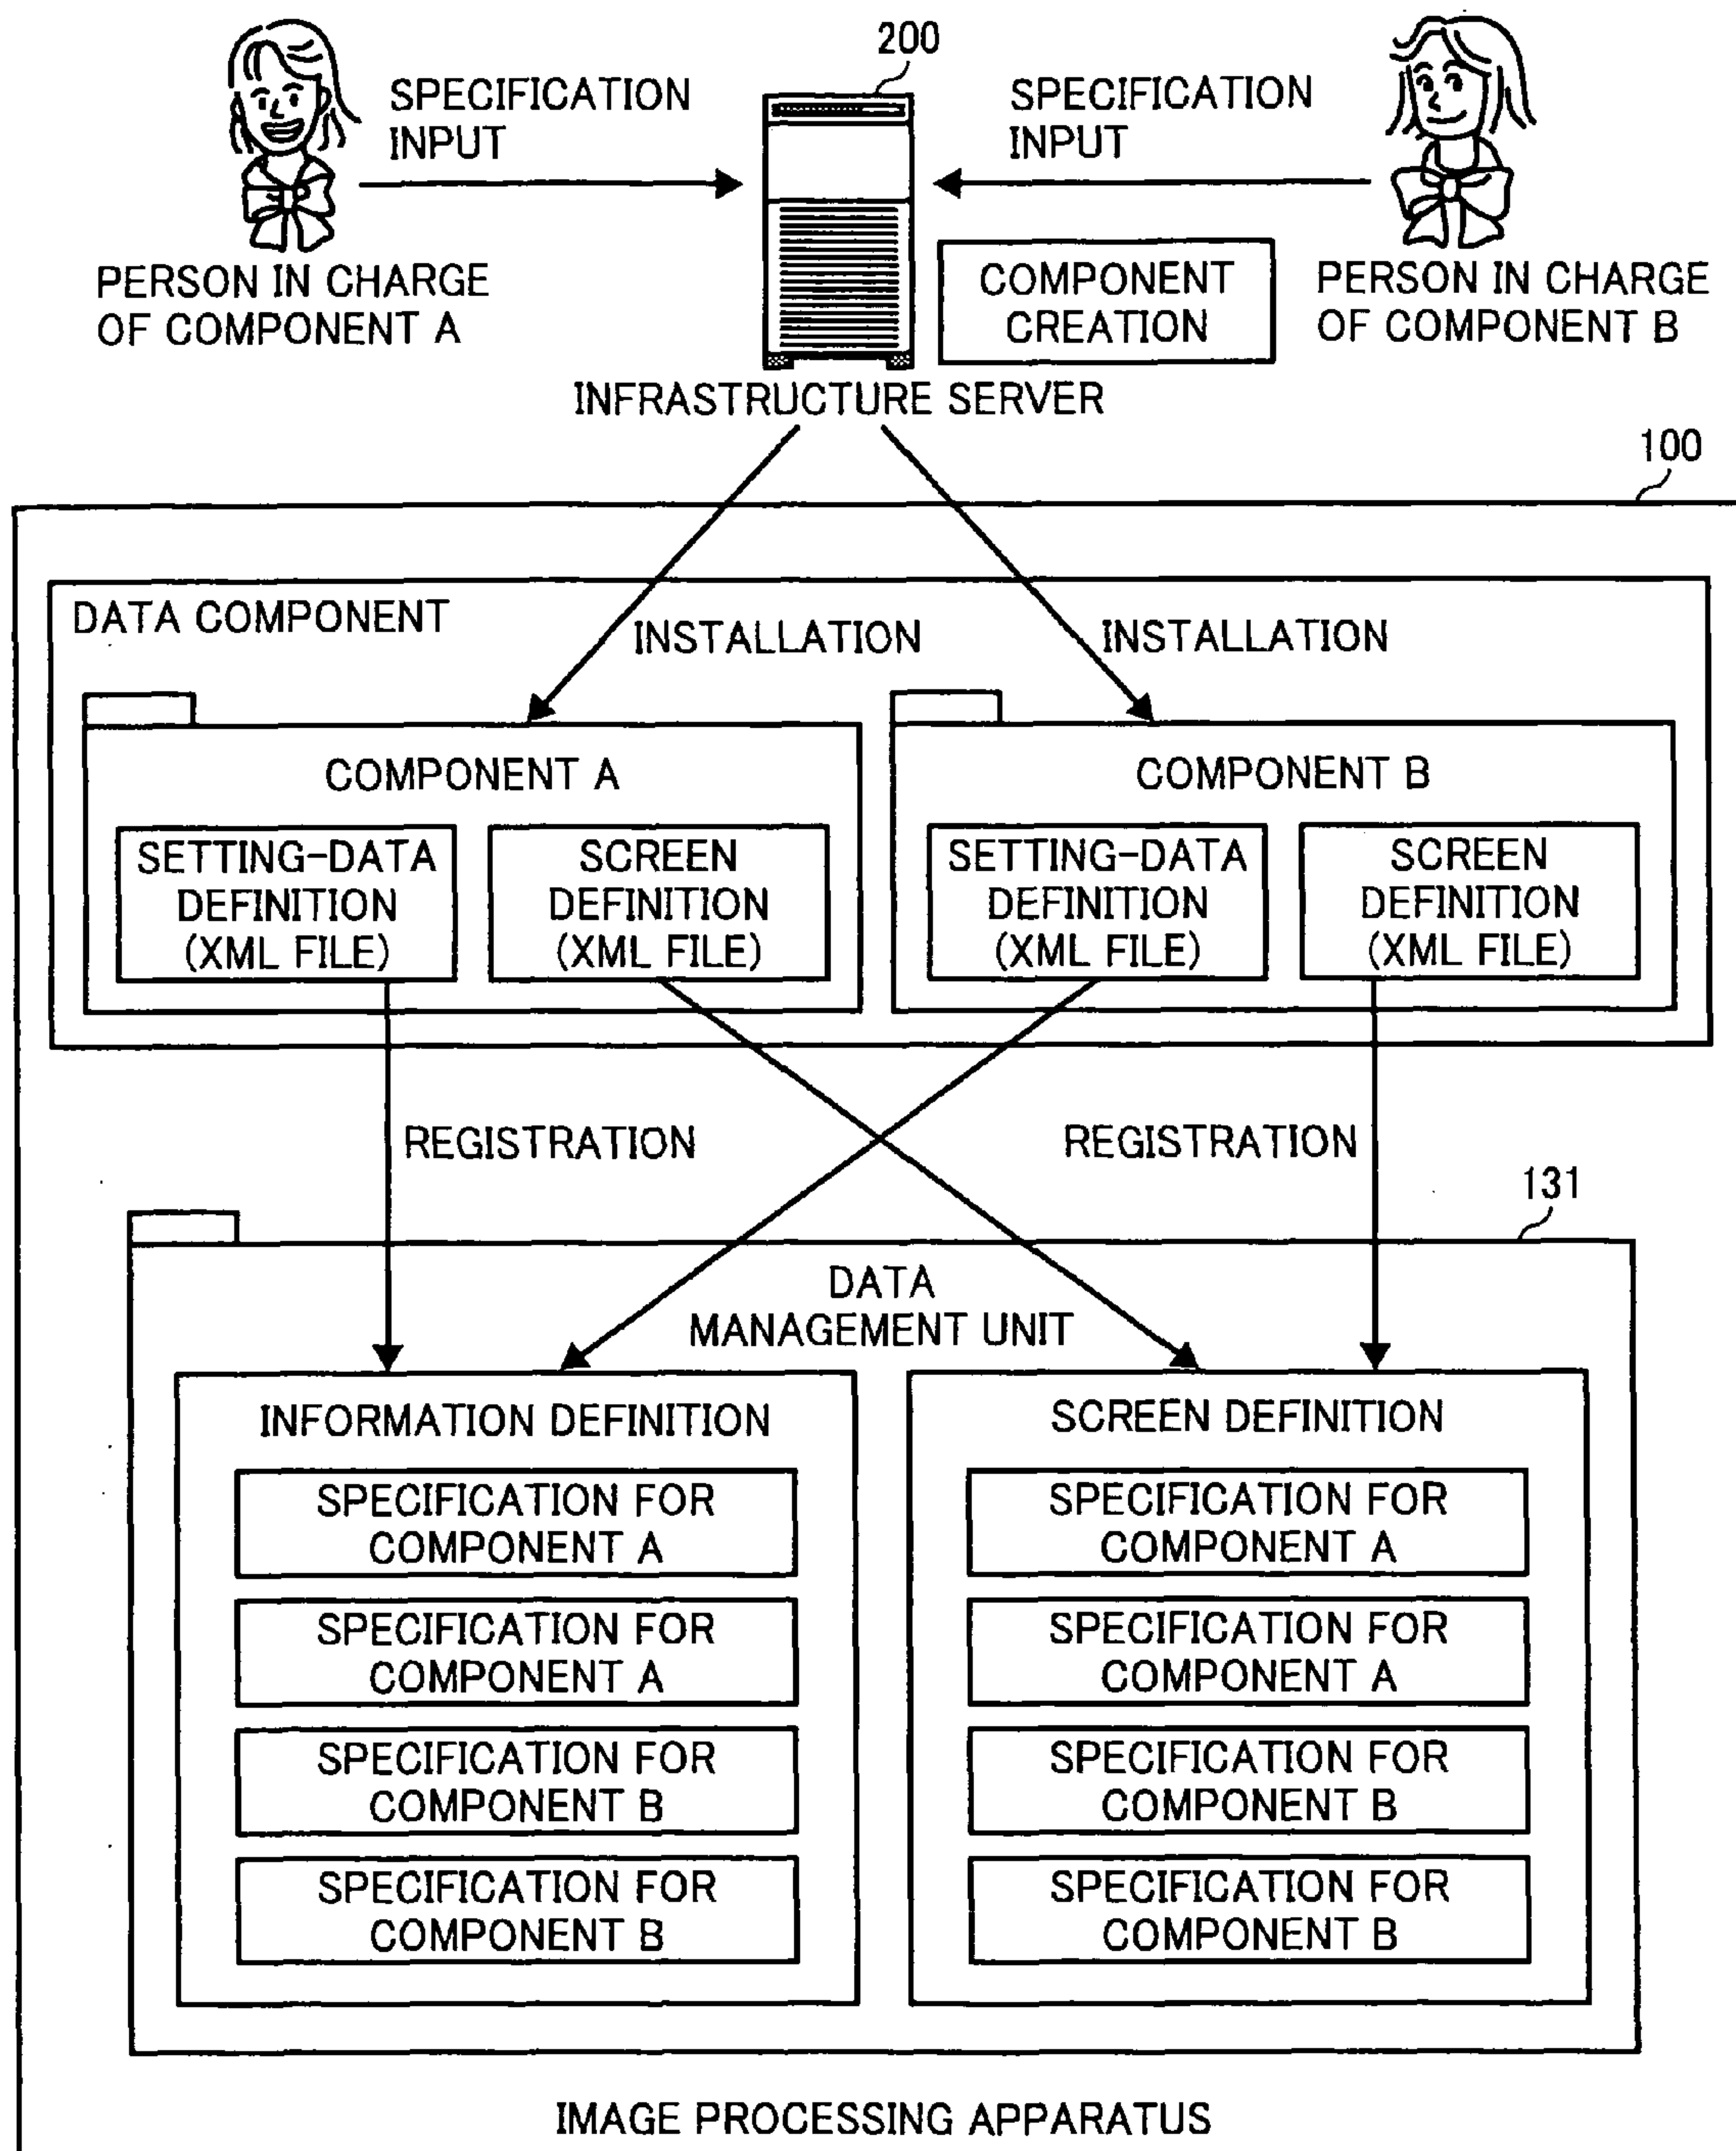 200
SPECIFICATION
INPUT
SPECIFICATION
INPUT
PERSON IN CHARGE
OF COMPONENT A
COMPONENT
CREATION
PERSON IN CHARGE
OF COMPONENT B
INFRASTRUCTURE SERVER
100
DATA COMPONENT
INSTALLATION
INSTALLATION
COMPONENT A
SETTING-DATA
DEFINITION
(XML FILE)
SCREEN
DEFINITION
(XML FILE)
COMPONENT B
SETTING-DATA
DEFINITION
(XML FILE)
SCREEN
DEFINITION
(XML FILE)
REGISTRATION
REGISTRATION
131
DATA
MANAGEMENT UNIT
INFORMATION DEFINITION
SPECIFICATION FOR
COMPONENT A
SPECIFICATION FOR
COMPONENT A
SPECIFICATION FOR
COMPONENT B
SPECIFICATION FOR
COMPONENT B
SCREEN DEFINITION
SPECIFICATION FOR
COMPONENT A
SPECIFICATION FOR
COMPONENT A
SPECIFICATION FOR
COMPONENT B
SPECIFICATION FOR
COMPONENT B
IMAGE PROCESSING APPARATUS